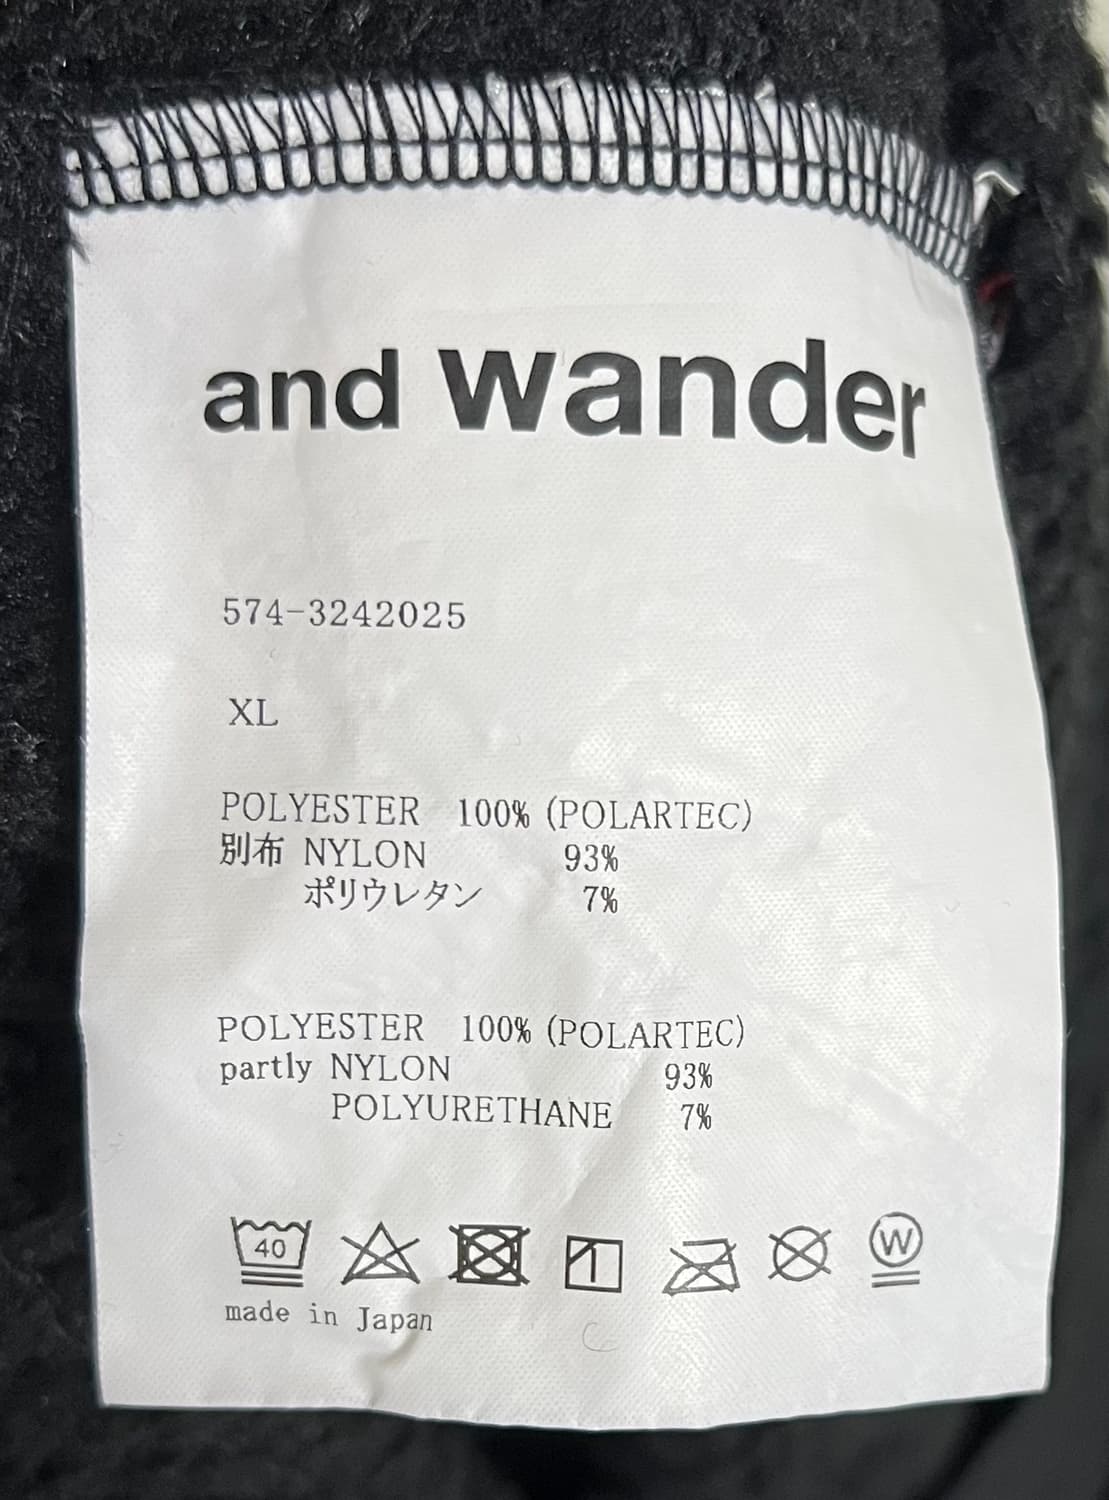 and wander
574-3242025
XL
POLYESTER 100% (POLARTEC)
別布 NYLON 93%
ポリウレタン 7%
POLYESTER 100% (POLARTEC)
partly NYLON 93%
POLYURETHANE 7%
40 W
made in Japan